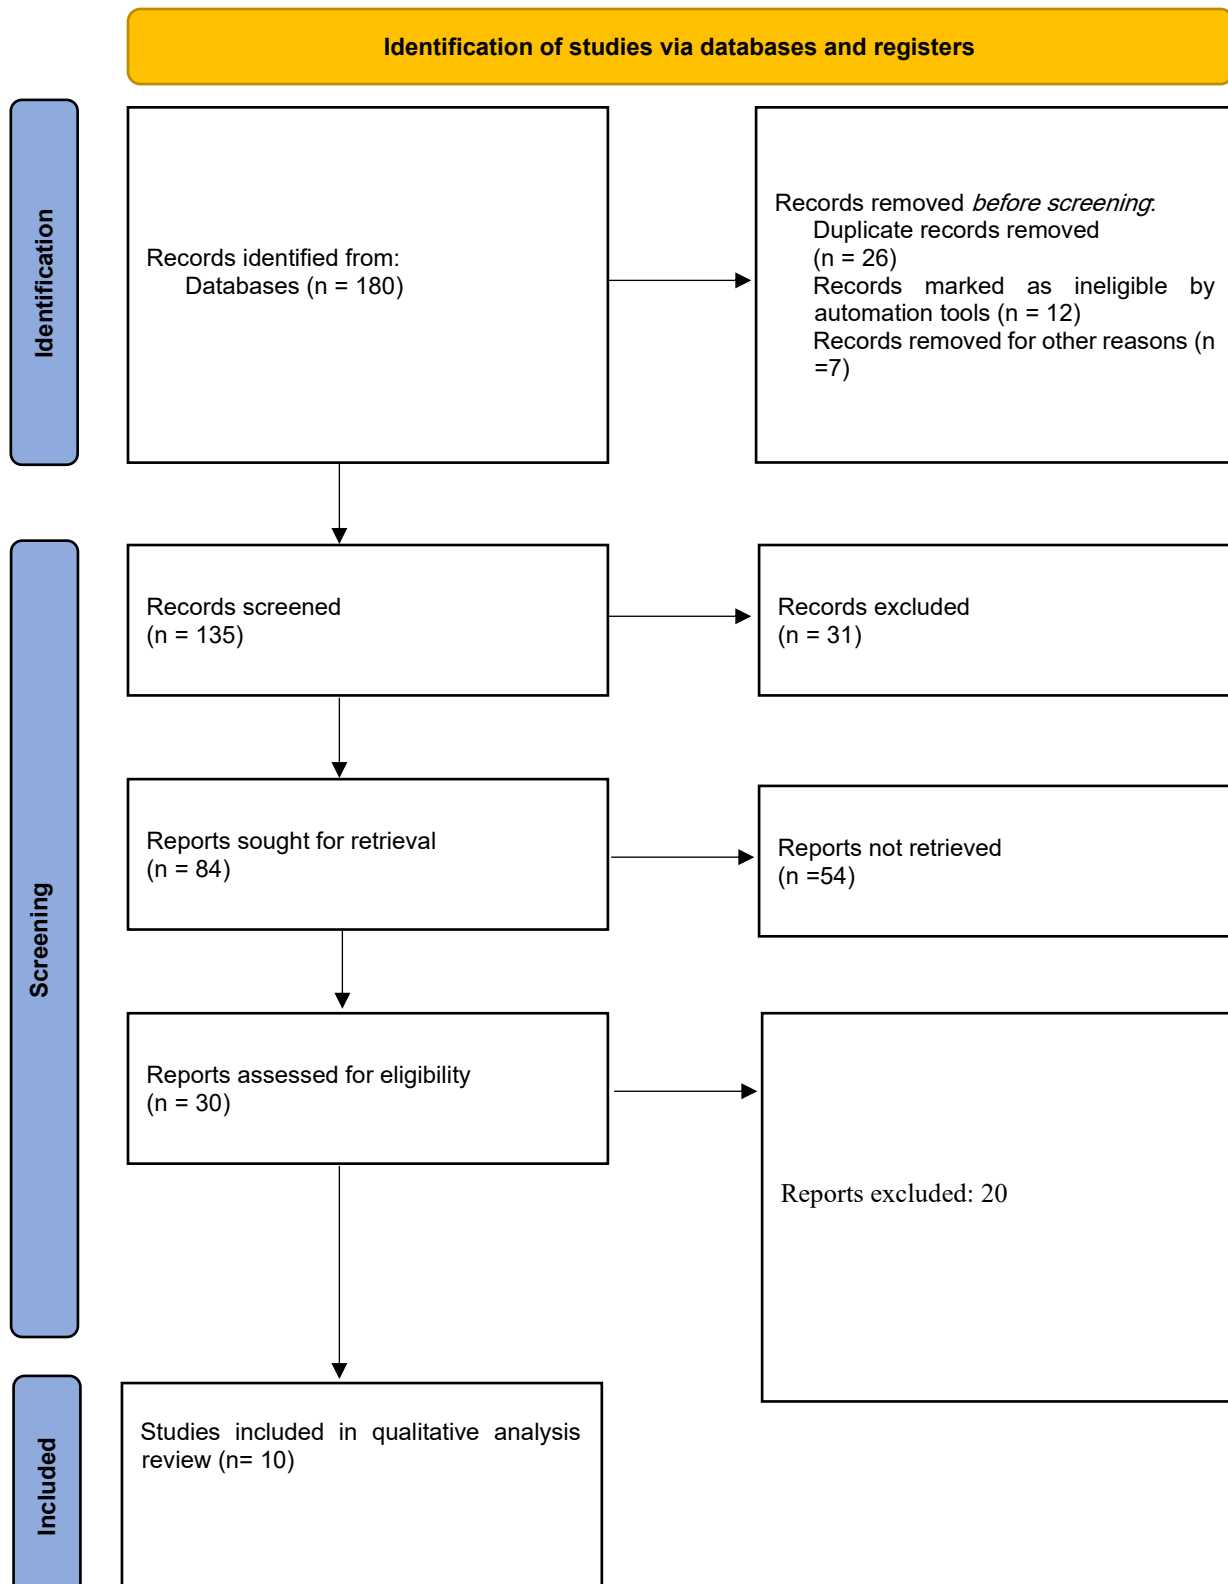 Identification of studies via databases and registers
Identification
Records identified from:
Databases (n = 180)
Records removed before screening:
Duplicate records removed
(n = 26)
Records marked as ineligible by
automation tools (n = 12)
Records removed for other reasons (n
=7)
Screening
Records screened
(n = 135)
Records excluded
(n = 31)
Reports sought for retrieval
(n = 84)
Reports not retrieved
(n =54)
Reports assessed for eligibility
(n = 30)
Reports excluded: 20
Included
Studies included in qualitative analysis
review (n= 10)